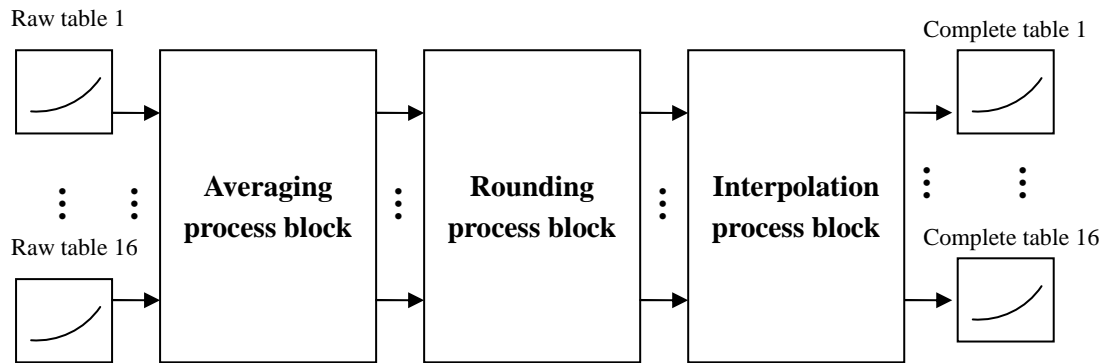 Raw table 1
Complete table 1
Averaging
process block
Rounding
process block
Interpolation
process block
Raw table 16
Complete table 16